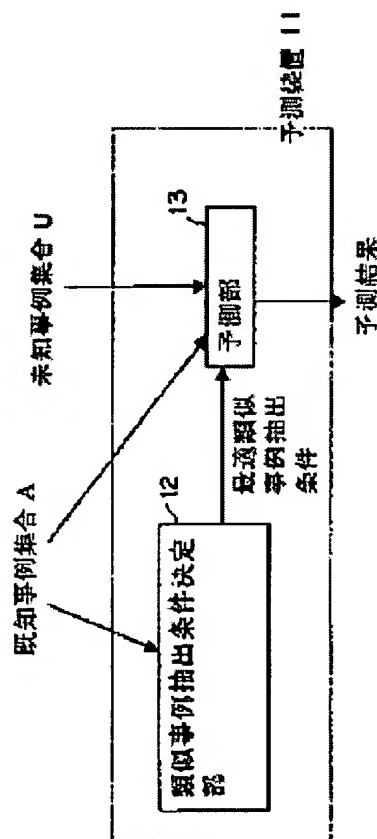 既知事例集合 A
未知事例集合 U
12
類似事例抽出条件決定
部
最適類似
事例抽出
条件
13
予測部
予測装置 11
予測結果